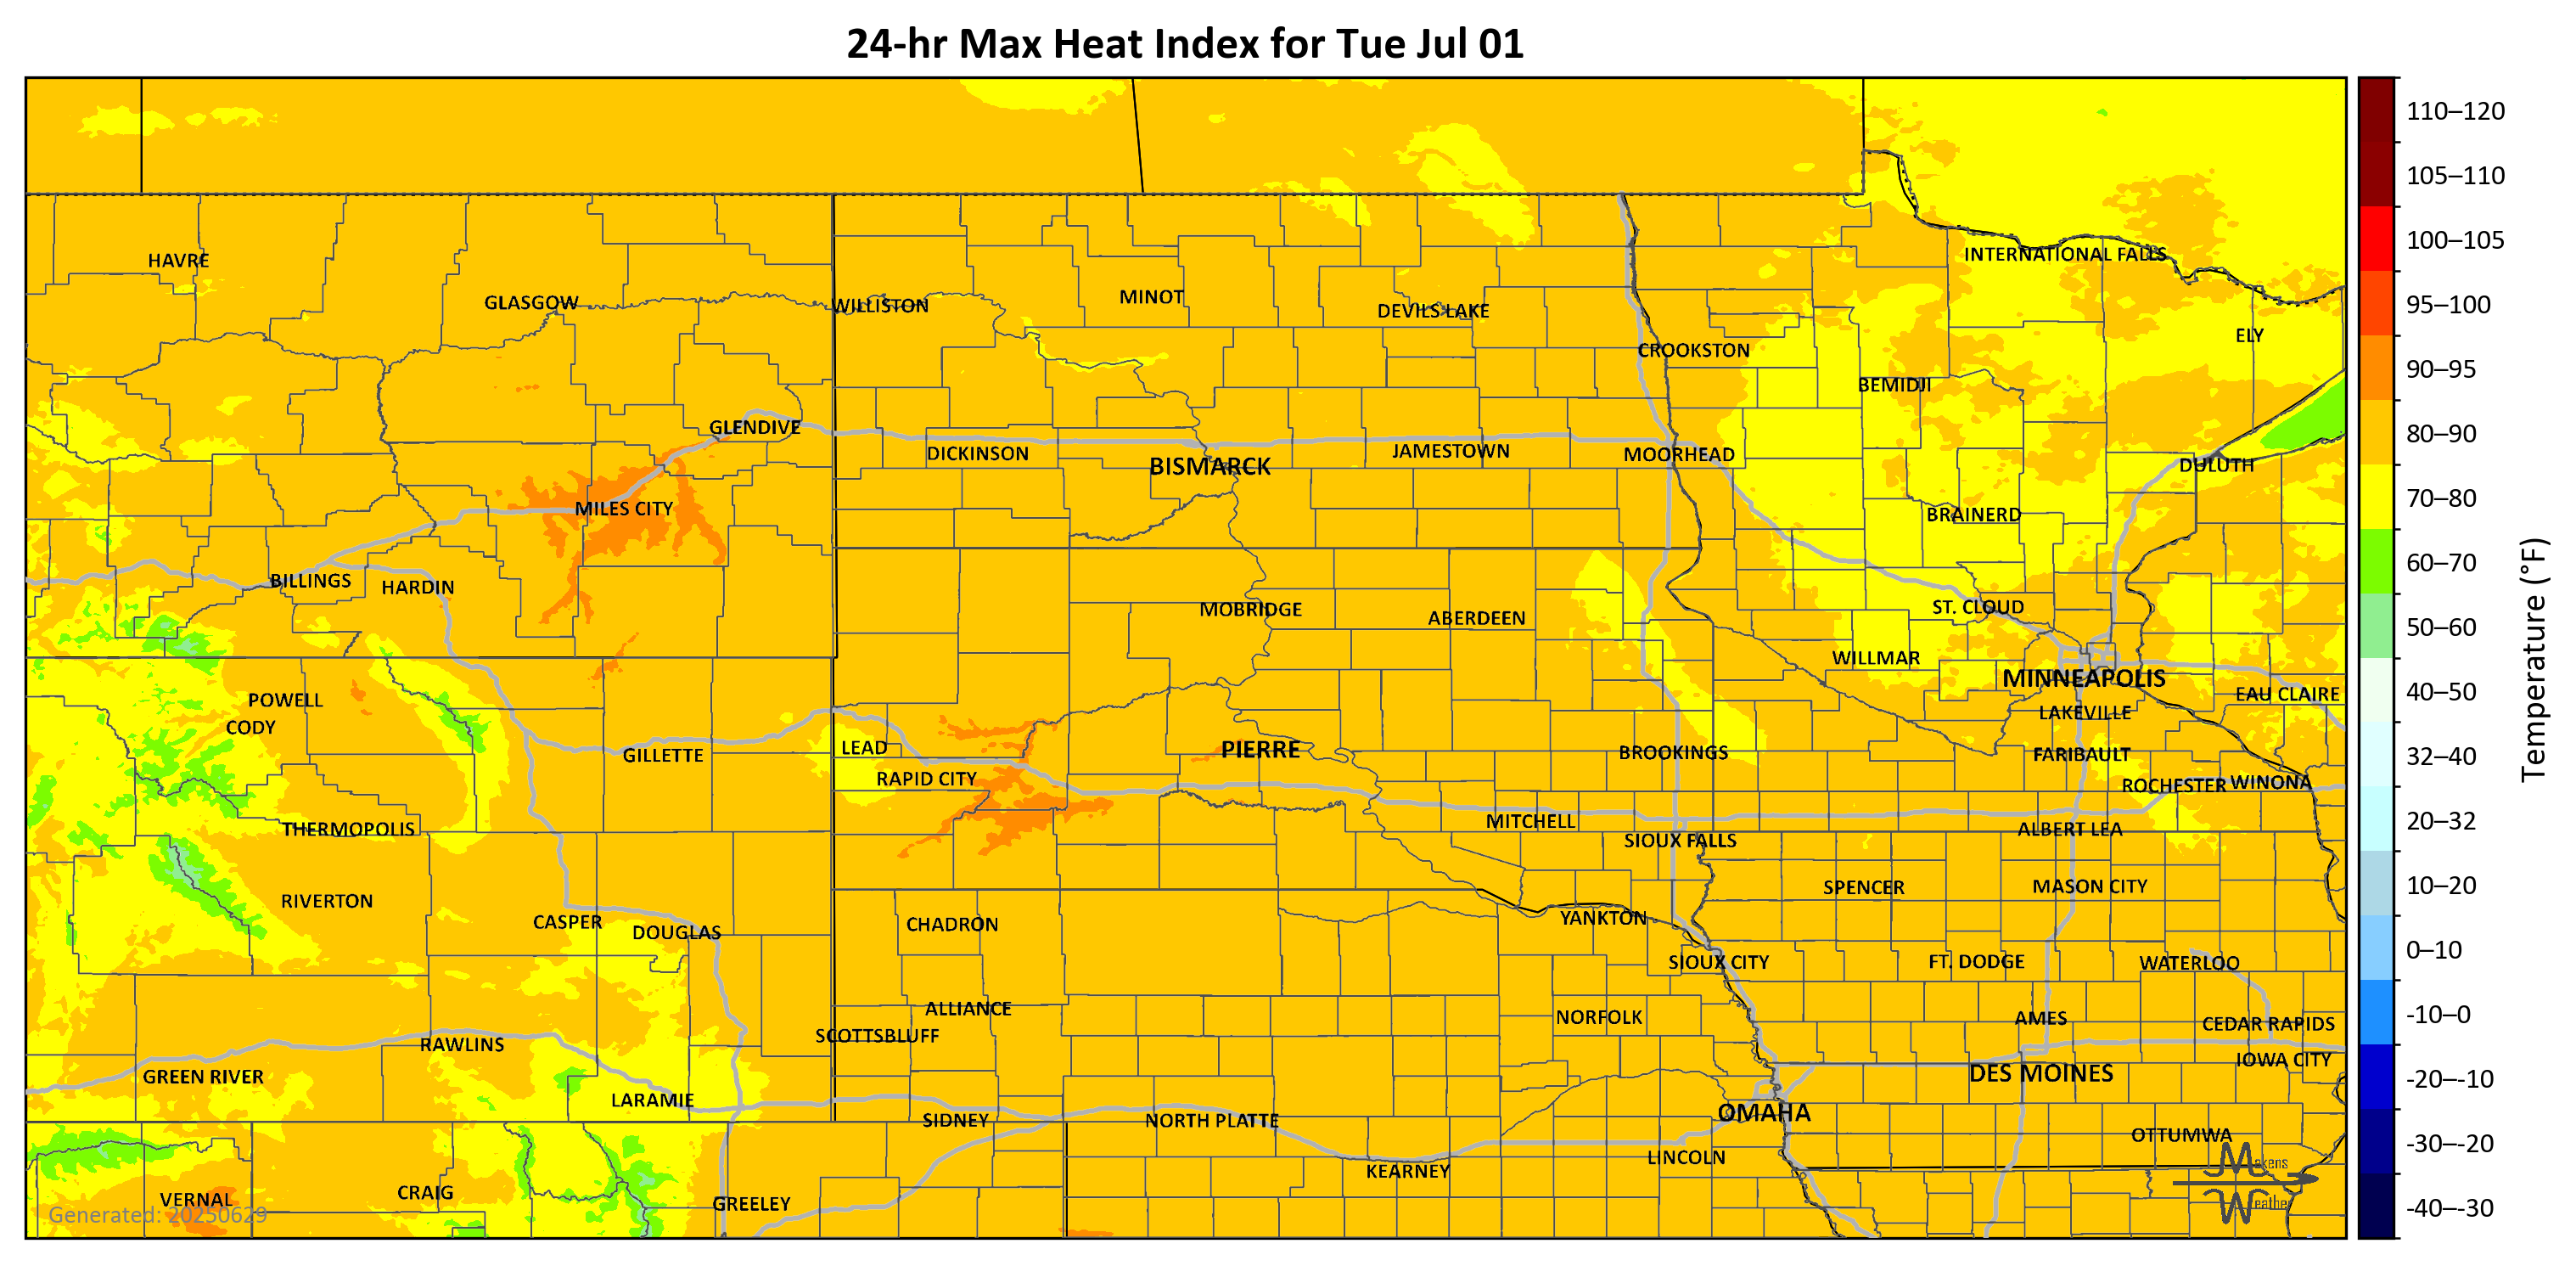 24-hr Max Heat Index for Tue Jul 01
HAVRE
GLASGOW
WILLISTON
MINOT
DEVILS LAKE
INTERNATIONAL FALLS
ELY
CROOKSTON
BEMIDJI
GLENDIVE
DICKINSON
BISMARCK
JAMESTOWN
MOORHEAD
DULUTH
MILES CITY
BRAINERD
BILLINGS
HARDIN
MOBRIDGE
ABERDEEN
ST. CLOUD
WILLMAR
MINNEAPOLIS
EAU CLAIRE
POWELL
CODY
LAKEVILLE
GILLETTE
LEAD
PIERRE
BROOKINGS
FARIBAULT
RAPID CITY
ROCHESTER
WINONA
THERMOPOLIS
MITCHELL
ALBERT LEA
SIOUX FALLS
RIVERTON
SPENCER
MASON CITY
CASPER
DOUGLAS
CHADRON
YANKTON
SIOUX CITY
FT. DODGE
WATERLOO
ALLIANCE
NORFOLK
AMES
CEDAR RAPIDS
SCOTTSBLUFF
RAWLINS
IOWA CITY
GREEN RIVER
DES MOINES
LARAMIE
SIDNEY
NORTH PLATTE
OMAHA
OTTUMWA
LINCOLN
KEARNEY
VERNAL
CRAIG
GREELEY
Generated: 20250629
Makens
Weather
110–120
105–110
100–105
95–100
90–95
80–90
70–80
60–70
50–60
40–50
32–40
20–32
10–20
0–10
-10–0
-20–-10
-30–-20
-40–-30
Temperature (°F)